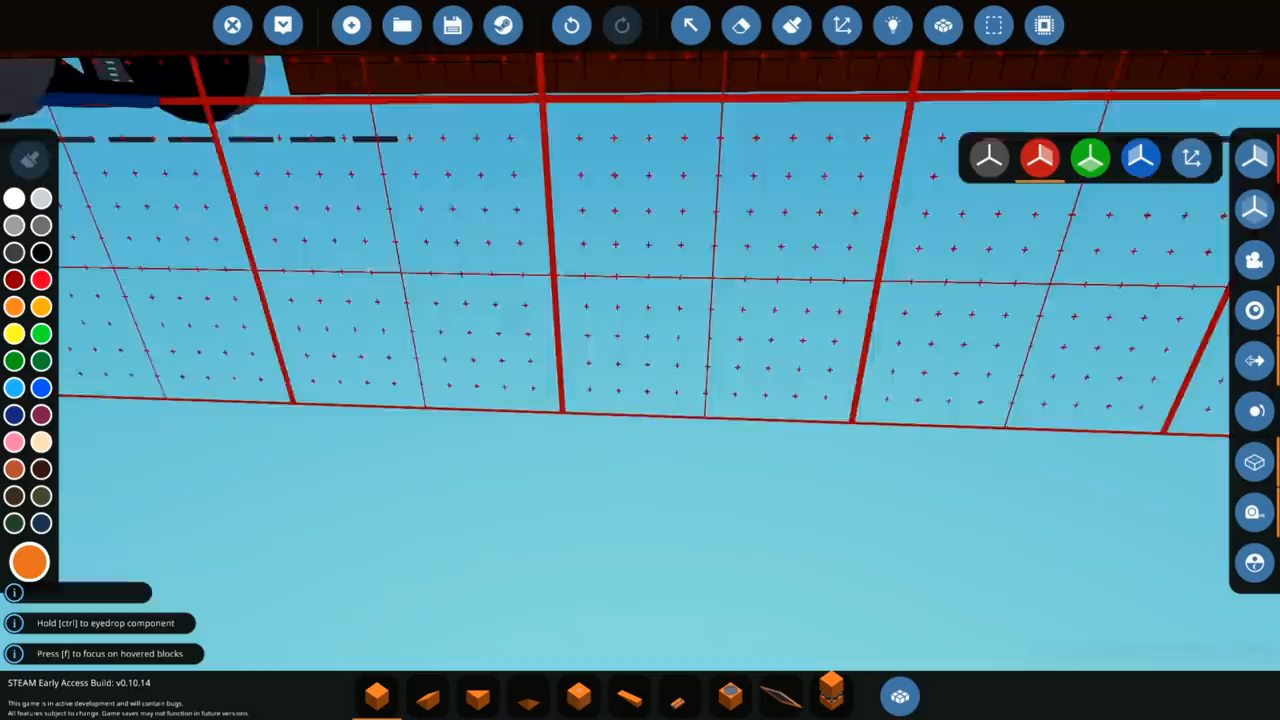 Hold [ctrl] to eyedrop component
Press [f] to focus on hovered blocks
STEAM Early Access Build: v0.10.14
This game is in active development and will contain bugs.
All features subject to change. Game saves may not function in future versions.